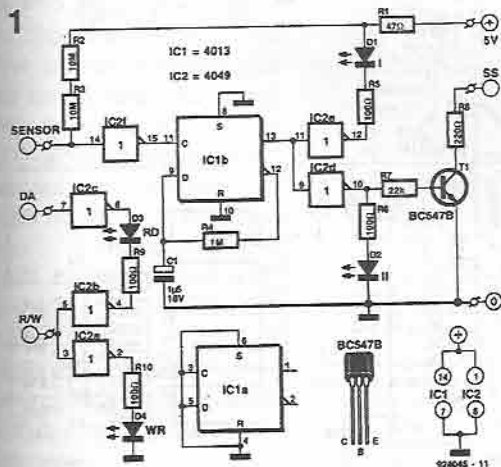 1
R1
47Ω
5V
R2
10M
R3
10M
IC1 = 4013
IC2 = 4049
D1
I
R5
100Ω
SS
R8
SENSOR
14
IC2f
1
15
11
C
S
8
IC1b
13
D
9
R
10
12
R4
1M
C1
1µ5
16V
11
IC2e
1
12
9
IC2d
1
10
R7
22k
T1
BC547B
R6
100Ω
D2
II
0
DA
7
IC2c
1
6
D3
RD
R9
100Ω
IC2b
5
1
4
R/W
3
IC2a
1
2
R10
100Ω
D4
WR
6
S
3
C
IC1a
1
5
D
2
R
4
BC547B
C
B
E
14
IC1
7
1
IC2
8
924045 - 11